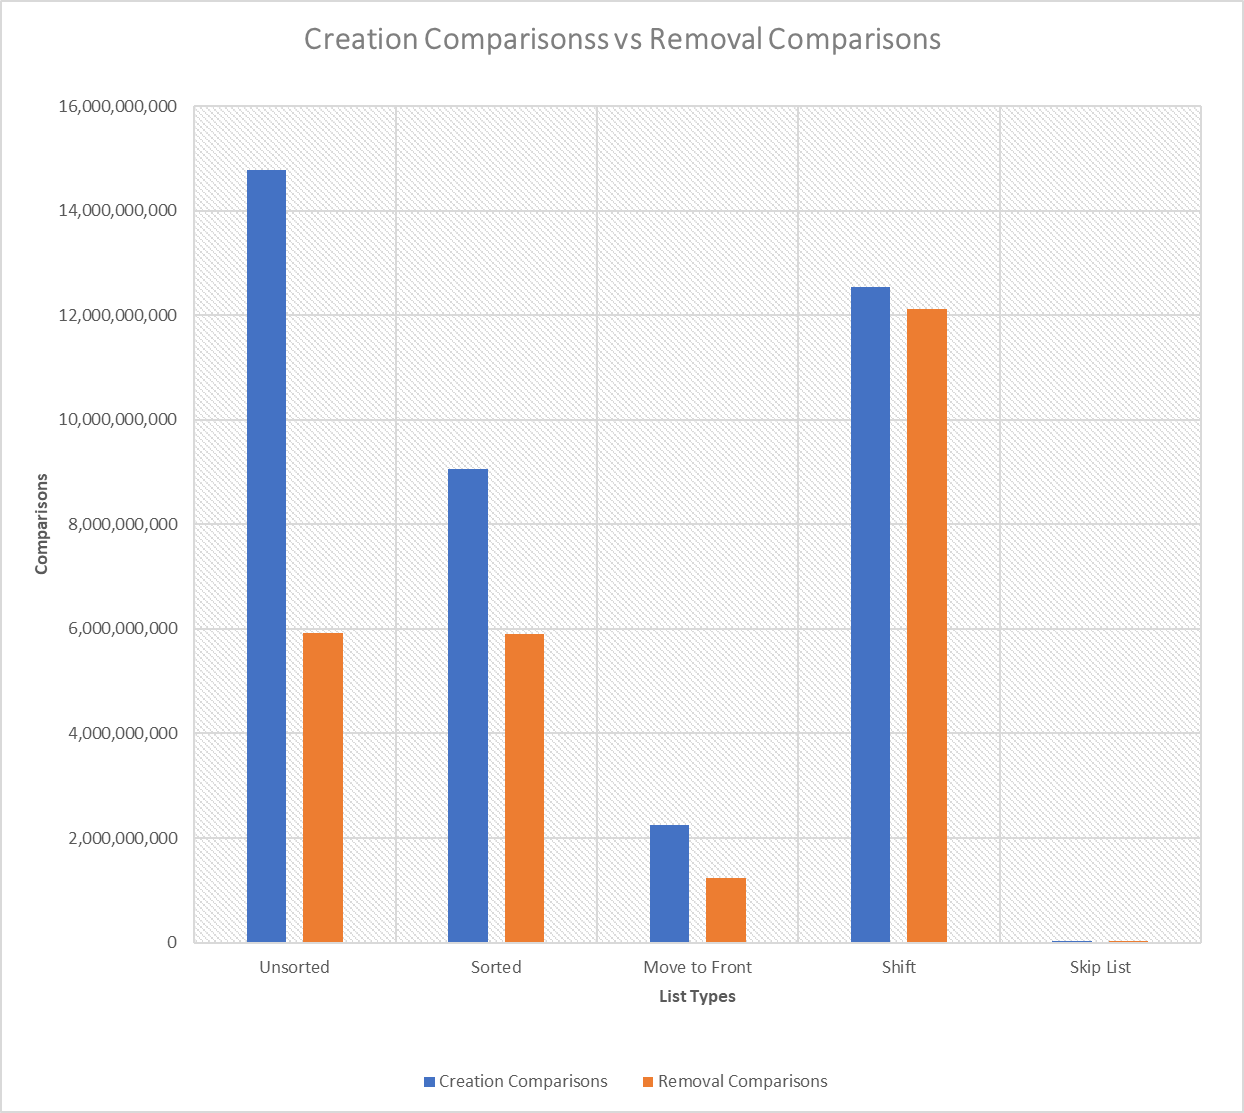 Creation Comparisonss vs Removal Comparisons
16,000,000,000
14,000,000,000
12,000,000,000
10,000,000,000
8,000,000,000
6,000,000,000
4,000,000,000
2,000,000,000
0
Comparisons
Unsorted Sorted Move to Front Shift Skip List
List Types
Creation Comparisons Removal Comparisons